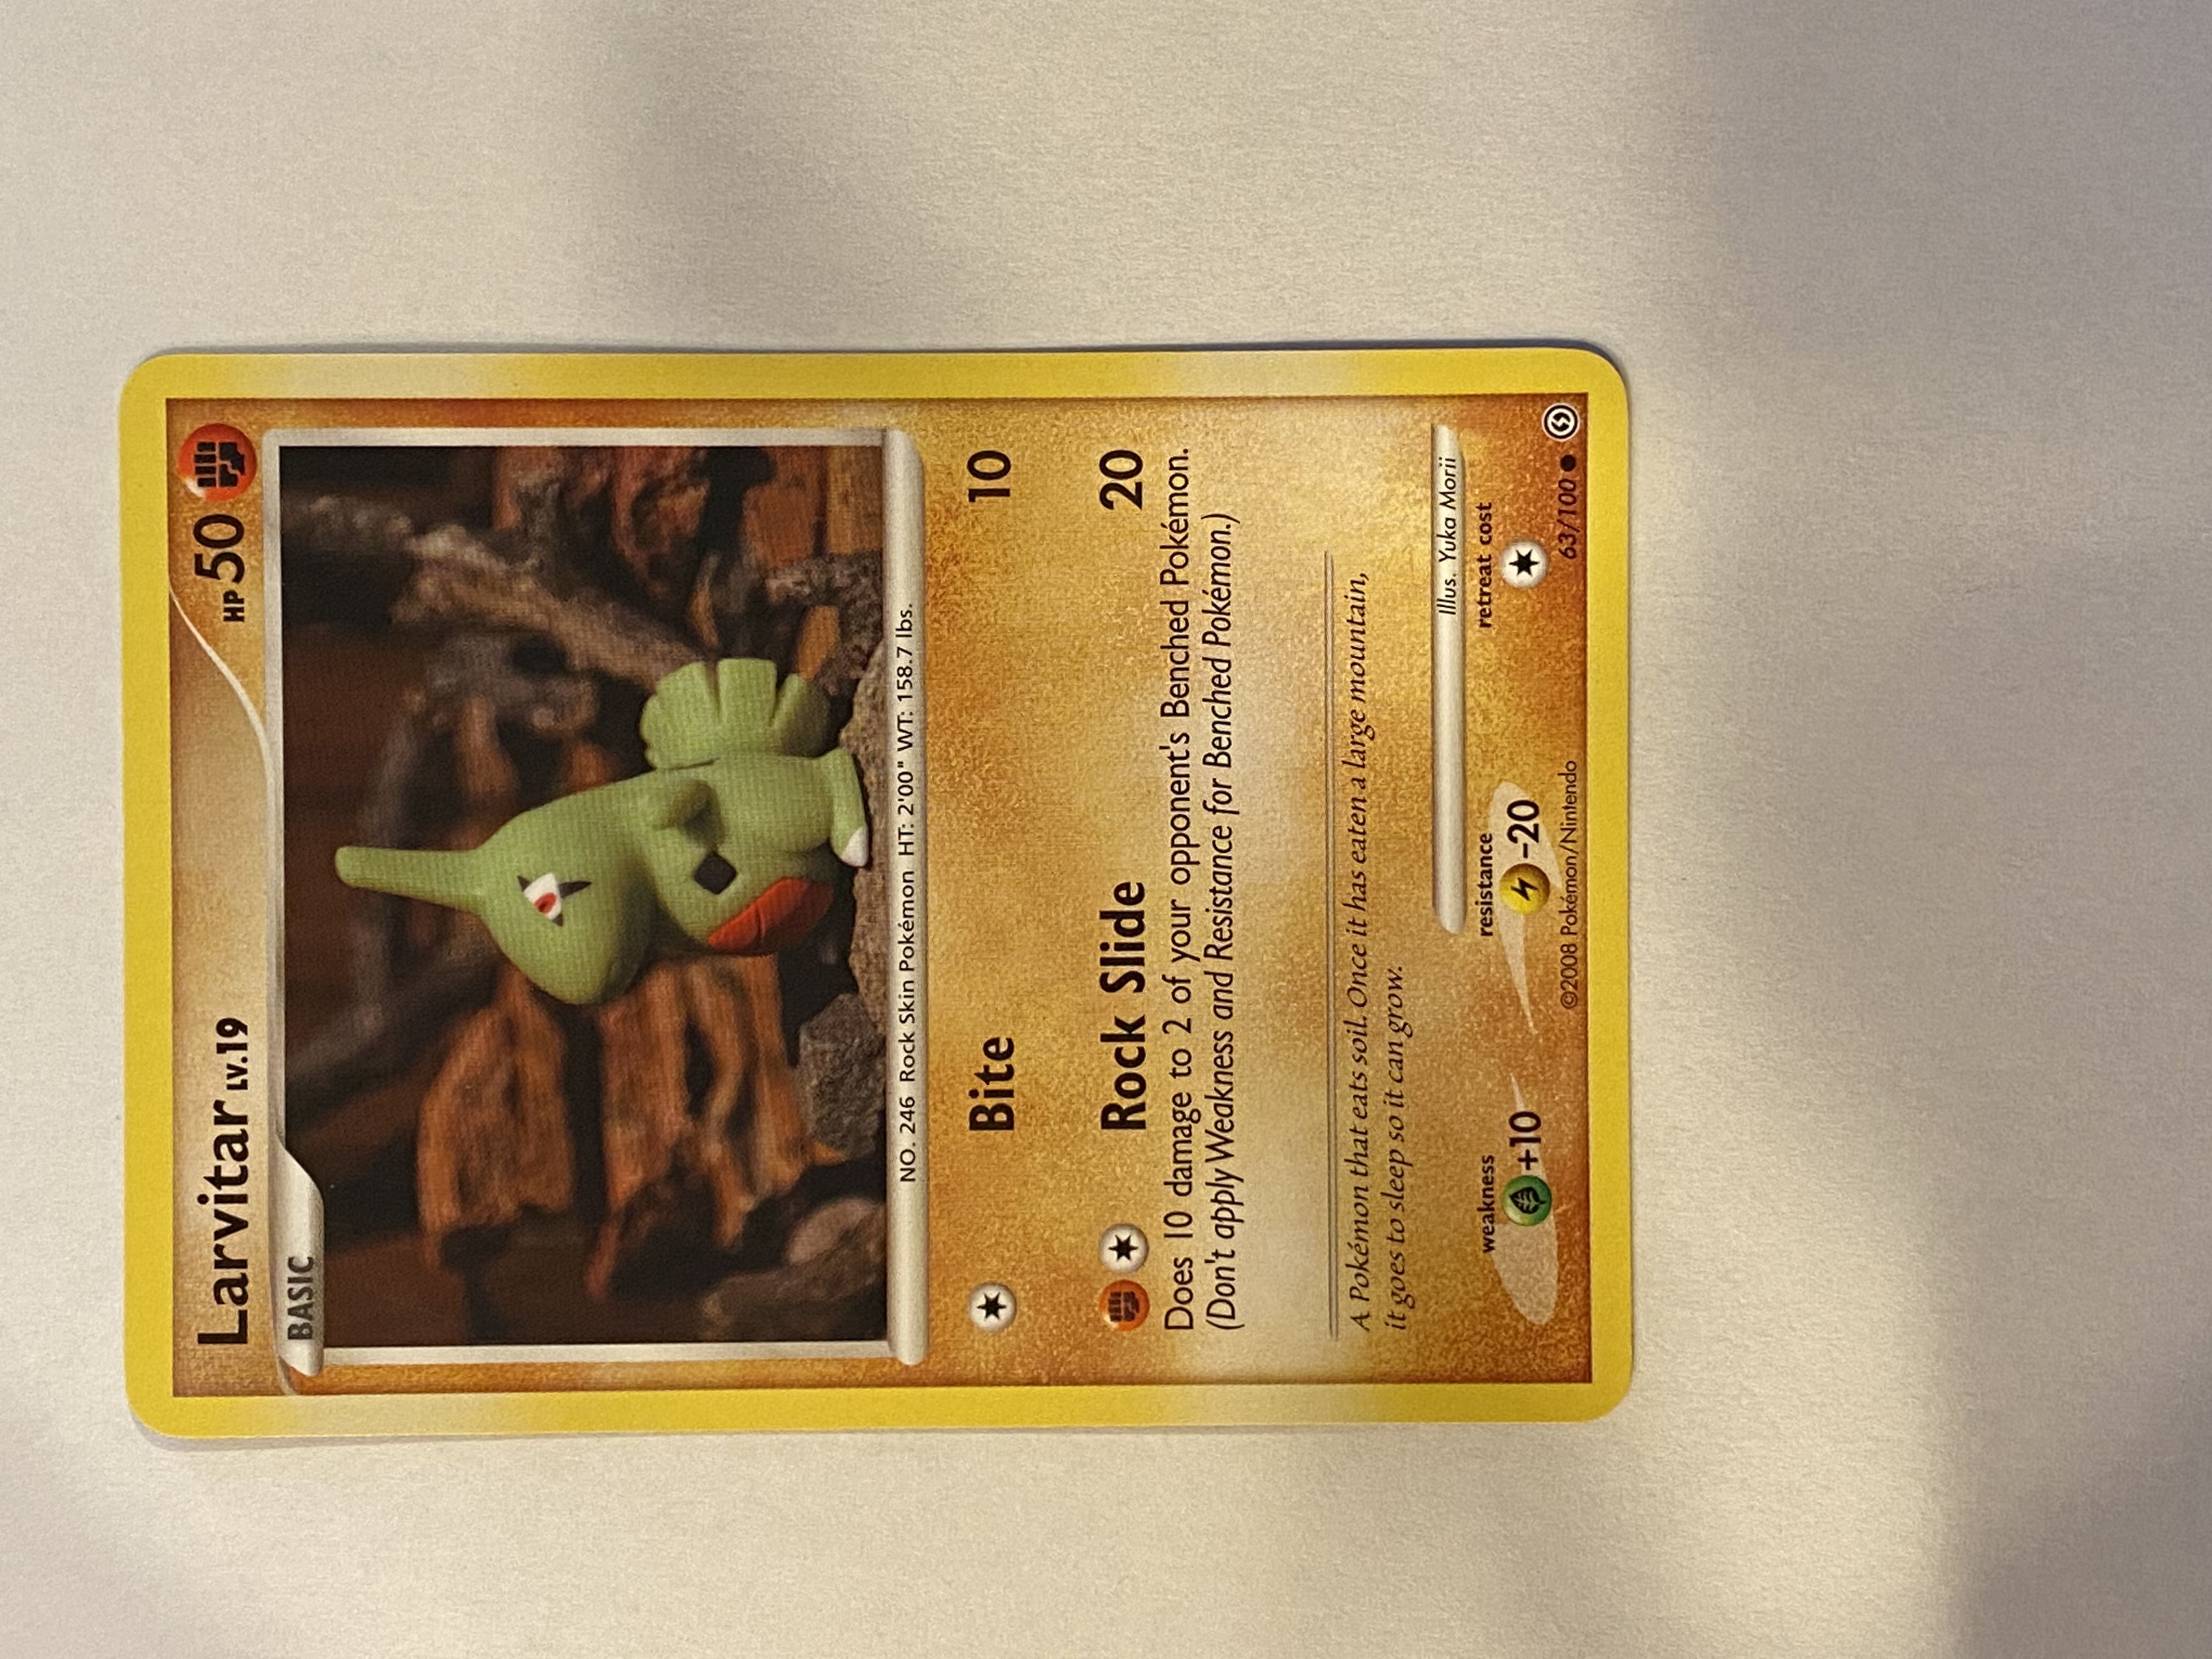 Larvitar LV.19 HP 50
BASIC
NO. 246 Rock Skin Pokémon HT: 2'00" WT: 158.7 lbs.
Bite 10
Rock Slide 20
Does 10 damage to 2 of your opponent's Benched Pokémon.
(Don't apply Weakness and Resistance for Benched Pokémon.)
A Pokémon that eats soil. Once it has eaten a large mountain,
it goes to sleep so it can grow.
Illus. Yuka Morii
weakness resistance retreat cost
+10 -20
©2008 Pokémon/Nintendo 63/100